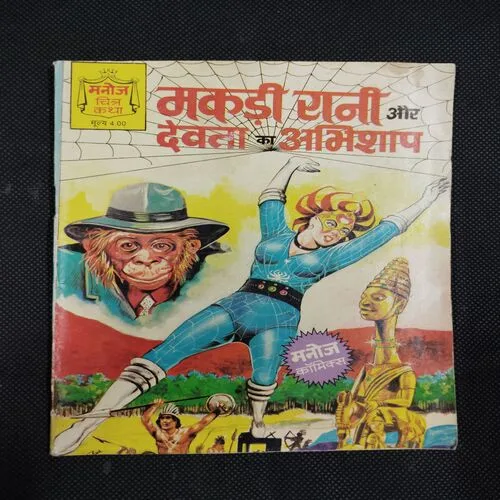 मनोज
चित्र
कथा
मूल्य 4.00
मकड़ी रानी और
देवता का अभिशाप
मनोज
कॉमिक्स